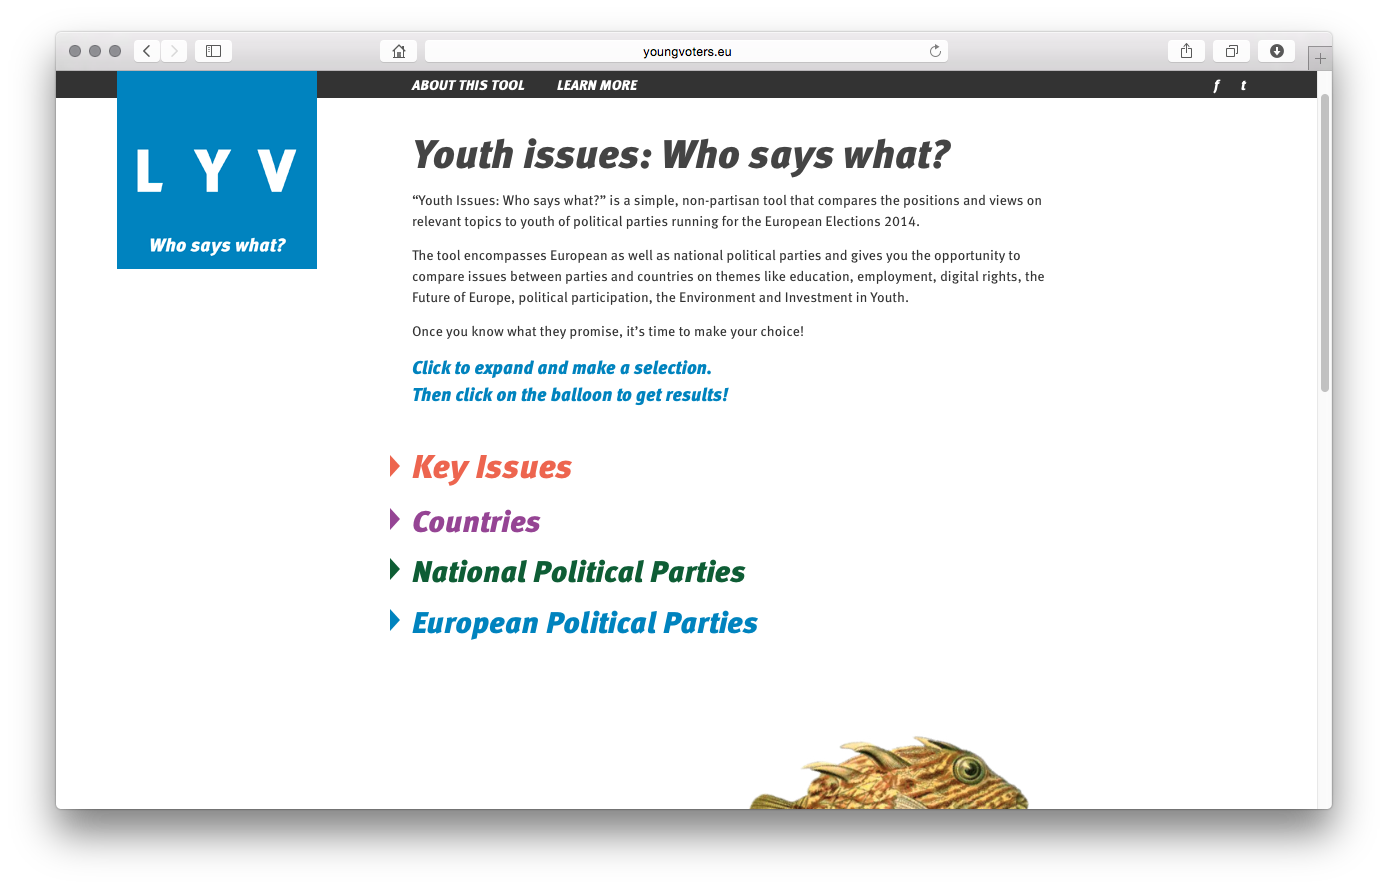 youngvoters.eu
ABOUT THIS TOOL LEARN MORE
f t
L Y V
Who says what?
Youth issues: Who says what?
“Youth Issues: Who says what?” is a simple, non-partisan tool that compares the positions and views on
relevant topics to youth of political parties running for the European Elections 2014.
The tool encompasses European as well as national political parties and gives you the opportunity to
compare issues between parties and countries on themes like education, employment, digital rights, the
Future of Europe, political participation, the Environment and Investment in Youth.
Once you know what they promise, it’s time to make your choice!
Click to expand and make a selection.
Then click on the balloon to get results!
Key Issues
Countries
National Political Parties
European Political Parties